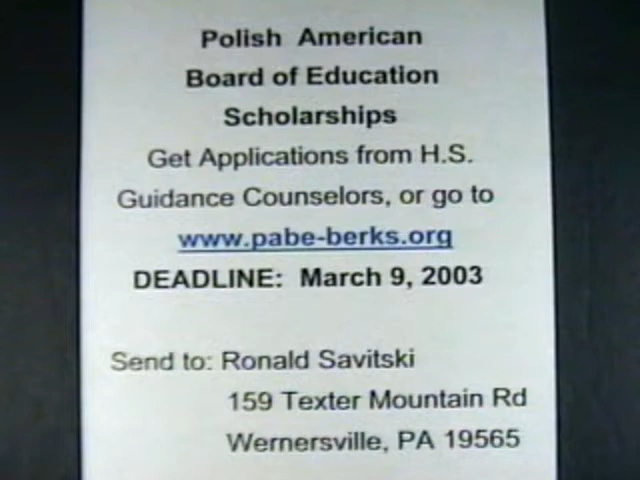 Polish American
Board of Education
Scholarships
Get Applications from H.S.
Guidance Counselors, or go to
www.pabe-berks.org
DEADLINE: March 9, 2003
Send to: Ronald Savitski
159 Texter Mountain Rd
Wernersville, PA 19565